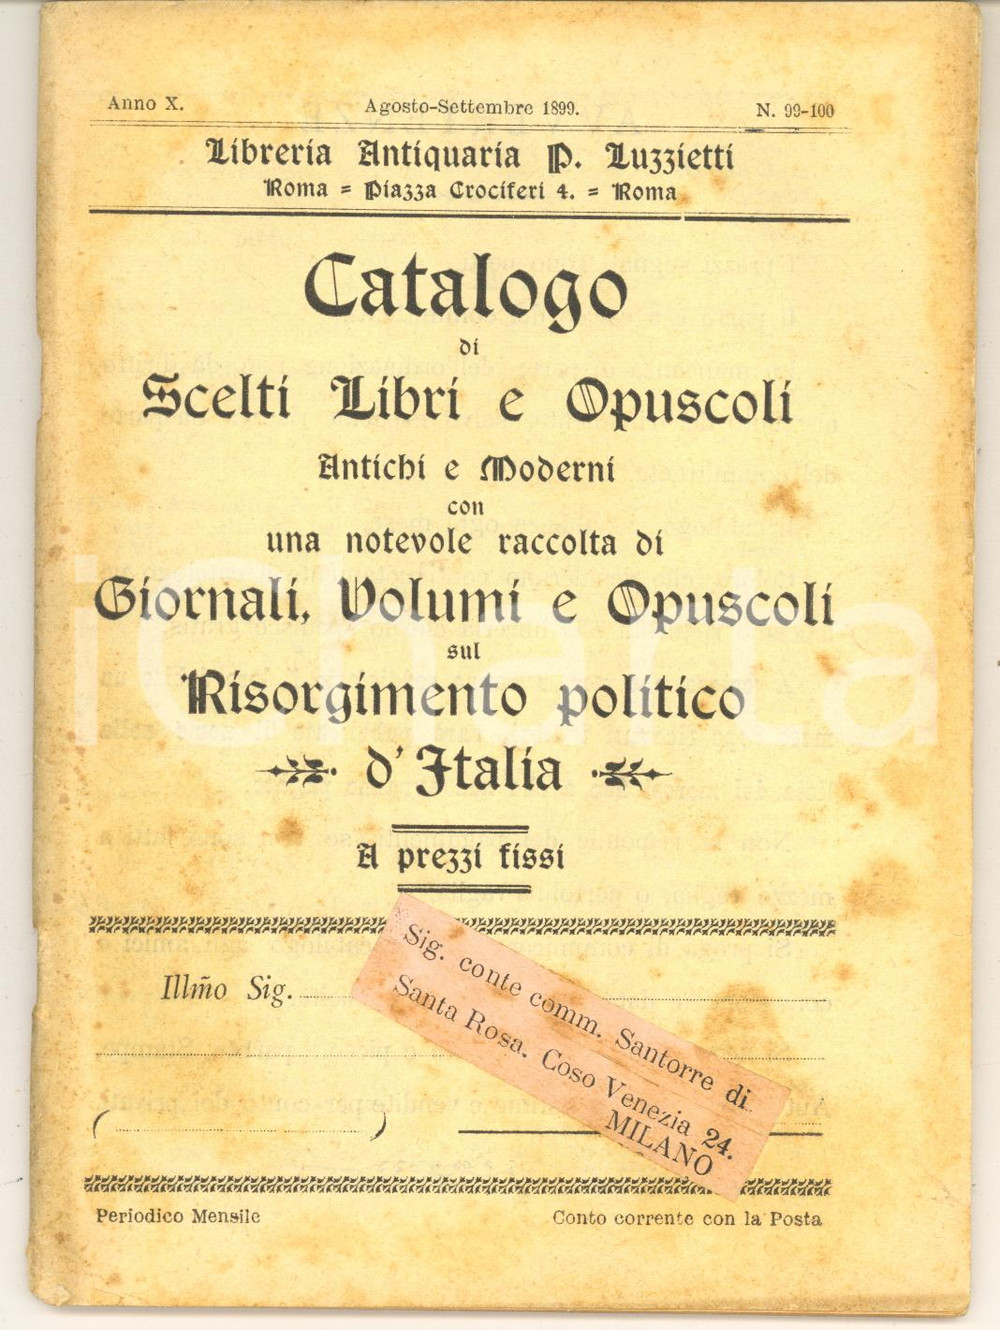 Anno X. Agosto-Settembre 1899. N. 99-100
Libreria Antiquaria P. Luzzietti
Roma = Piazza Crociferi 4. = Roma
Catalogo
di
Scelti Libri e Opuscoli
Antichi e Moderni
con
una notevole raccolta di
Giornali, Volumi e Opuscoli
sul
Risorgimento politico
d'Italia
A prezzi fissi
Illm̃o Sig.
Sig. conte comm. Santorre di
Santa Rosa. Coso Venezia 24.
MILANO
( )
Periodico Mensile Conto corrente con la Posta
iCharta